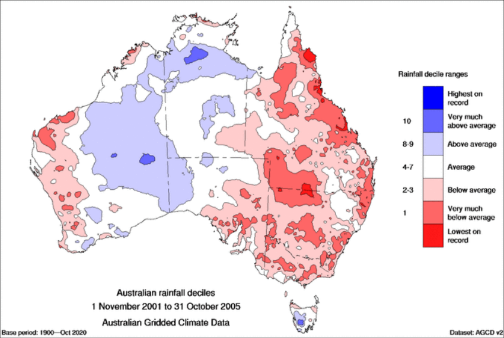 Rainfall decile ranges
Highest on
record
10 Very much
above average
8-9 Above average
4-7 Average
2-3 Below average
1 Very much
below average
Lowest on
record
Australian rainfall deciles
1 November 2001 to 31 October 2005
Australian Gridded Climate Data
Base period: 1900—Oct 2020
Dataset: AGCD v2